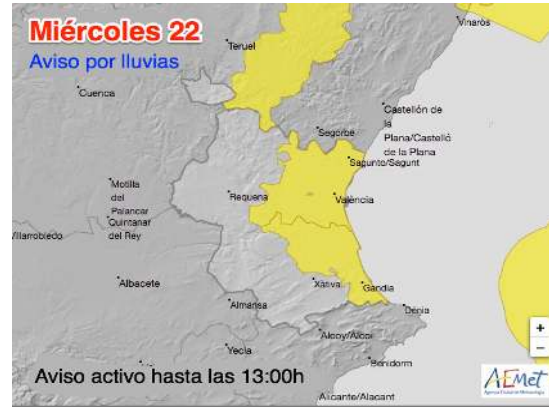 Miércoles 22
Aviso por lluvias
Teruel
Vinaròs
Cuenca
Castellón de
la
Plana/Castelló
de la Plana
Segorbe
Sagunto/Sagunt
Motilla
del
Palancar
Requena
València
Quintanar
del Rey
Villarrobledo
Albacete
Xàtiva
Gandia
Almansa
Dénia
Alcoy/Alcoi
Yecla
Benidorm
+
−
Aviso activo hasta las 13:00h
AEMet
Alicante/Alacant